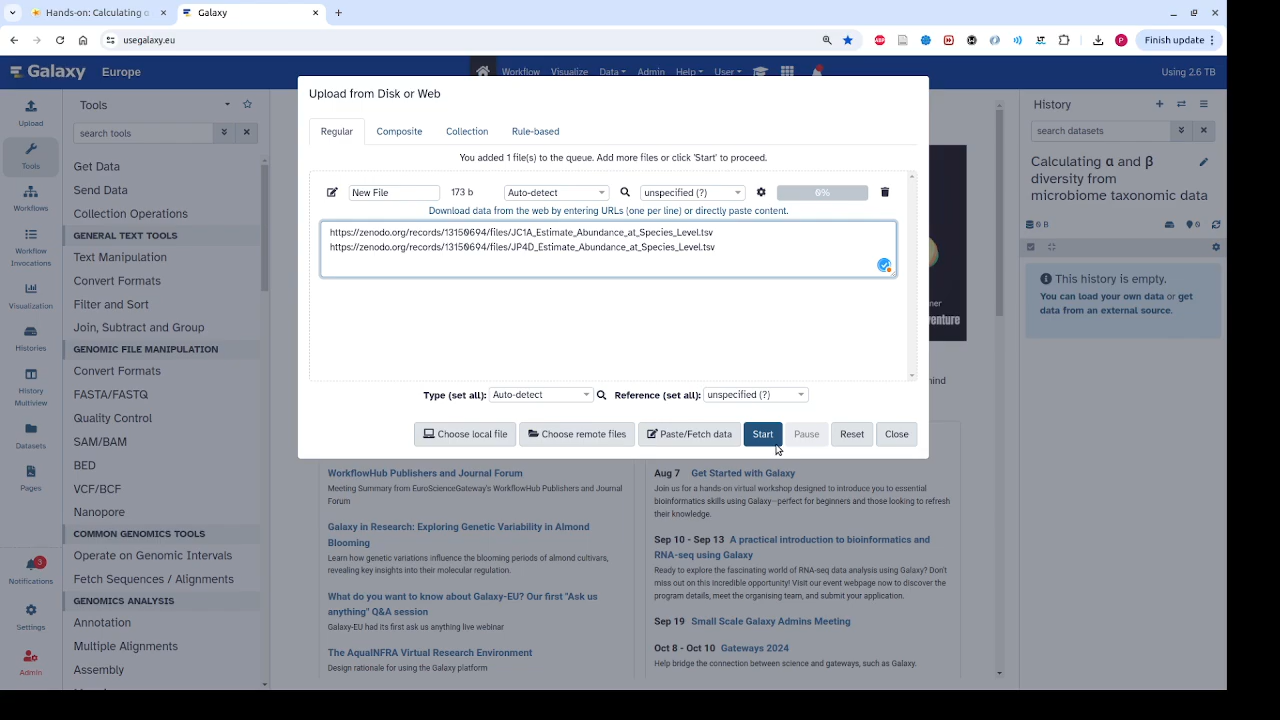 Hands-on: Calculating α
Galaxy
usegalaxy.eu
Finish update
Galaxy Europe
Workflow Visualize Data Admin Help User
Using 2.6 TB
Upload
Tools
Workflows
Workflow
Invocations
Visualization
Histories
History
Multiview
Datasets
Pages
3
Notifications
Settings
Admin
Tools
search tools
Get Data
Send Data
Collection Operations
GENERAL TEXT TOOLS
Text Manipulation
Convert Formats
Filter and Sort
Join, Subtract and Group
GENOMIC FILE MANIPULATION
Convert Formats
FASTA/FASTQ
Quality Control
SAM/BAM
BED
VCF/BCF
Nanopore
COMMON GENOMICS TOOLS
Operate on Genomic Intervals
Fetch Sequences / Alignments
GENOMICS ANALYSIS
Annotation
Multiple Alignments
Assembly
Upload from Disk or Web
Regular Composite Collection Rule-based
You added 1 file(s) to the queue. Add more files or click 'Start' to proceed.
New File 173 b Auto-detect unspecified (?) 0%
Download data from the web by entering URLs (one per line) or directly paste content.
https://zenodo.org/records/13150694/files/JC1A_Estimate_Abundance_at_Species_Level.tsv
https://zenodo.org/records/13150694/files/JP4D_Estimate_Abundance_at_Species_Level.tsv
Type (set all): Auto-detect Reference (set all): unspecified (?)
Choose local file Choose remote files Paste/Fetch data Start Pause Reset Close
WorkflowHub Publishers and Journal Forum
Meeting Summary from EuroScienceGateway's WorkflowHub Publishers and Journal
Forum
Galaxy in Research: Exploring Genetic Variability in Almond
Blooming
Learn how genetic variations influence the blooming periods of almond cultivars,
revealing key insights into their molecular regulation.
What do you want to know about Galaxy-EU? Our first "Ask us
anything" Q&A session
Galaxy-EU had its first ask us anything live webinar
The AquaINFRA Virtual Research Environment
Design rationale for using the Galaxy platform
ner
enture
ind
Aug 7 Get Started with Galaxy
Join us for a hands-on virtual workshop designed to introduce you to essential
bioinformatics skills using Galaxy—perfect for beginners and those looking to refresh
their knowledge.
Sep 10 - Sep 13 A practical introduction to bioinformatics and
RNA-seq using Galaxy
Ready to explore the fascinating world of RNA-seq data analysis using Galaxy? Don't
miss out on this incredible opportunity! Visit our event webpage now to discover the
program details, meet the organising team, and submit your application.
Sep 19 Small Scale Galaxy Admins Meeting
Oct 8 - Oct 10 Gateways 2024
Help bridge the connection between science and gateways, such as Galaxy.
History
search datasets
Calculating α and β
diversity from
microbiome taxonomic data
0 B 0
This history is empty.
You can load your own data or get
data from an external source.